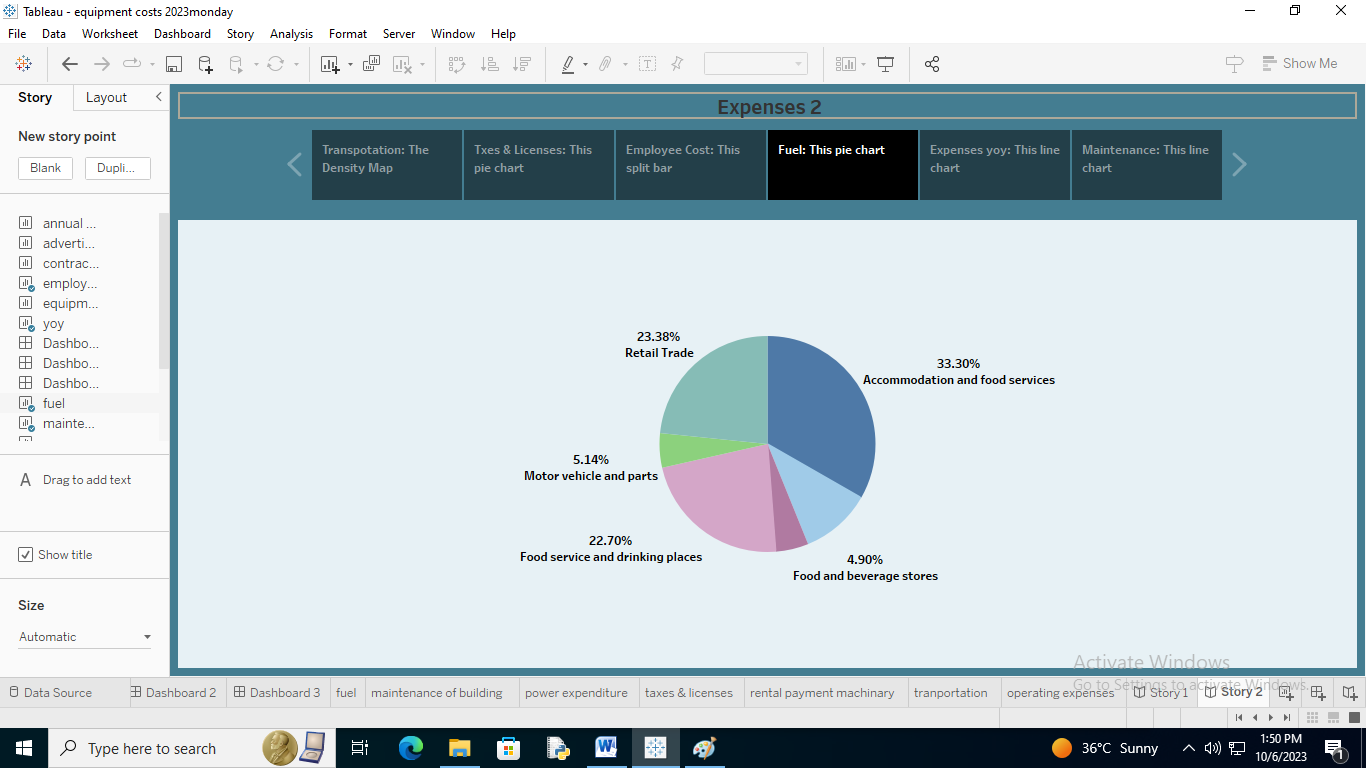 Tableau - equipment costs 2023monday
File Data Worksheet Dashboard Story Analysis Format Server Window Help
Show Me
Story Layout
Expenses 2
New story point
Blank Dupli...
Transpotation: The
Density Map
Txes & Licenses: This
pie chart
Employee Cost: This
split bar
Fuel: This pie chart
Expenses yoy: This line
chart
Maintenance: This line
chart
annual ...
adverti...
contrac...
employ...
equipm...
yoy
Dashbo...
Dashbo...
Dashbo...
fuel
mainte...
A Drag to add text
Show title
Size
Automatic
23.38%
Retail Trade
33.30%
Accommodation and food services
5.14%
Motor vehicle and parts
22.70%
Food service and drinking places
4.90%
Food and beverage stores
Activate Windows
Go to Settings to activate Windows.
Data Source Dashboard 2 Dashboard 3 fuel maintenance of building power expenditure taxes & licenses rental payment machinary tranportation operating expenses Story 1 Story 2
Type here to search
36°C Sunny
1:50 PM
10/6/2023
1